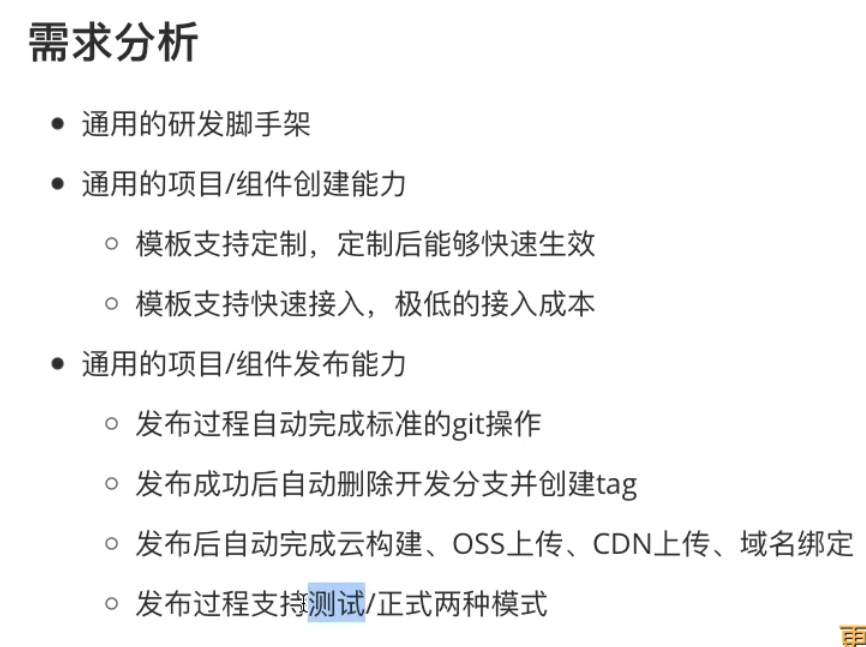 需求分析
通用的研发脚手架
通用的项目/组件创建能力
模板支持定制，定制后能够快速生效
模板支持快速接入，极低的接入成本
通用的项目/组件发布能力
发布过程自动完成标准的git操作
发布成功后自动删除开发分支并创建tag
发布后自动完成云构建、OSS上传、CDN上传、域名绑定
发布过程支持测试/正式两种模式